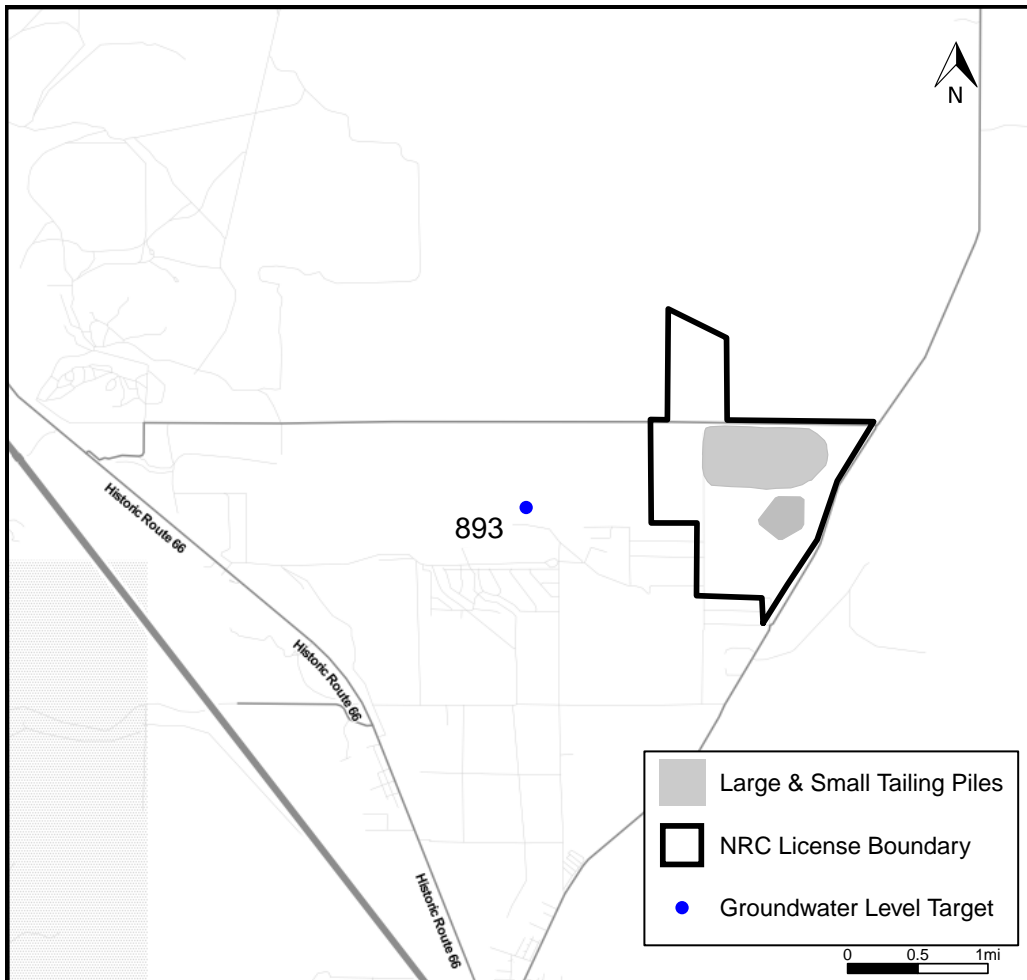 N
893
Historic Route 66
Historic Route 66
Historic Route 66
Large & Small Tailing Piles
NRC License Boundary
Groundwater Level Target
0 0.5 1mi